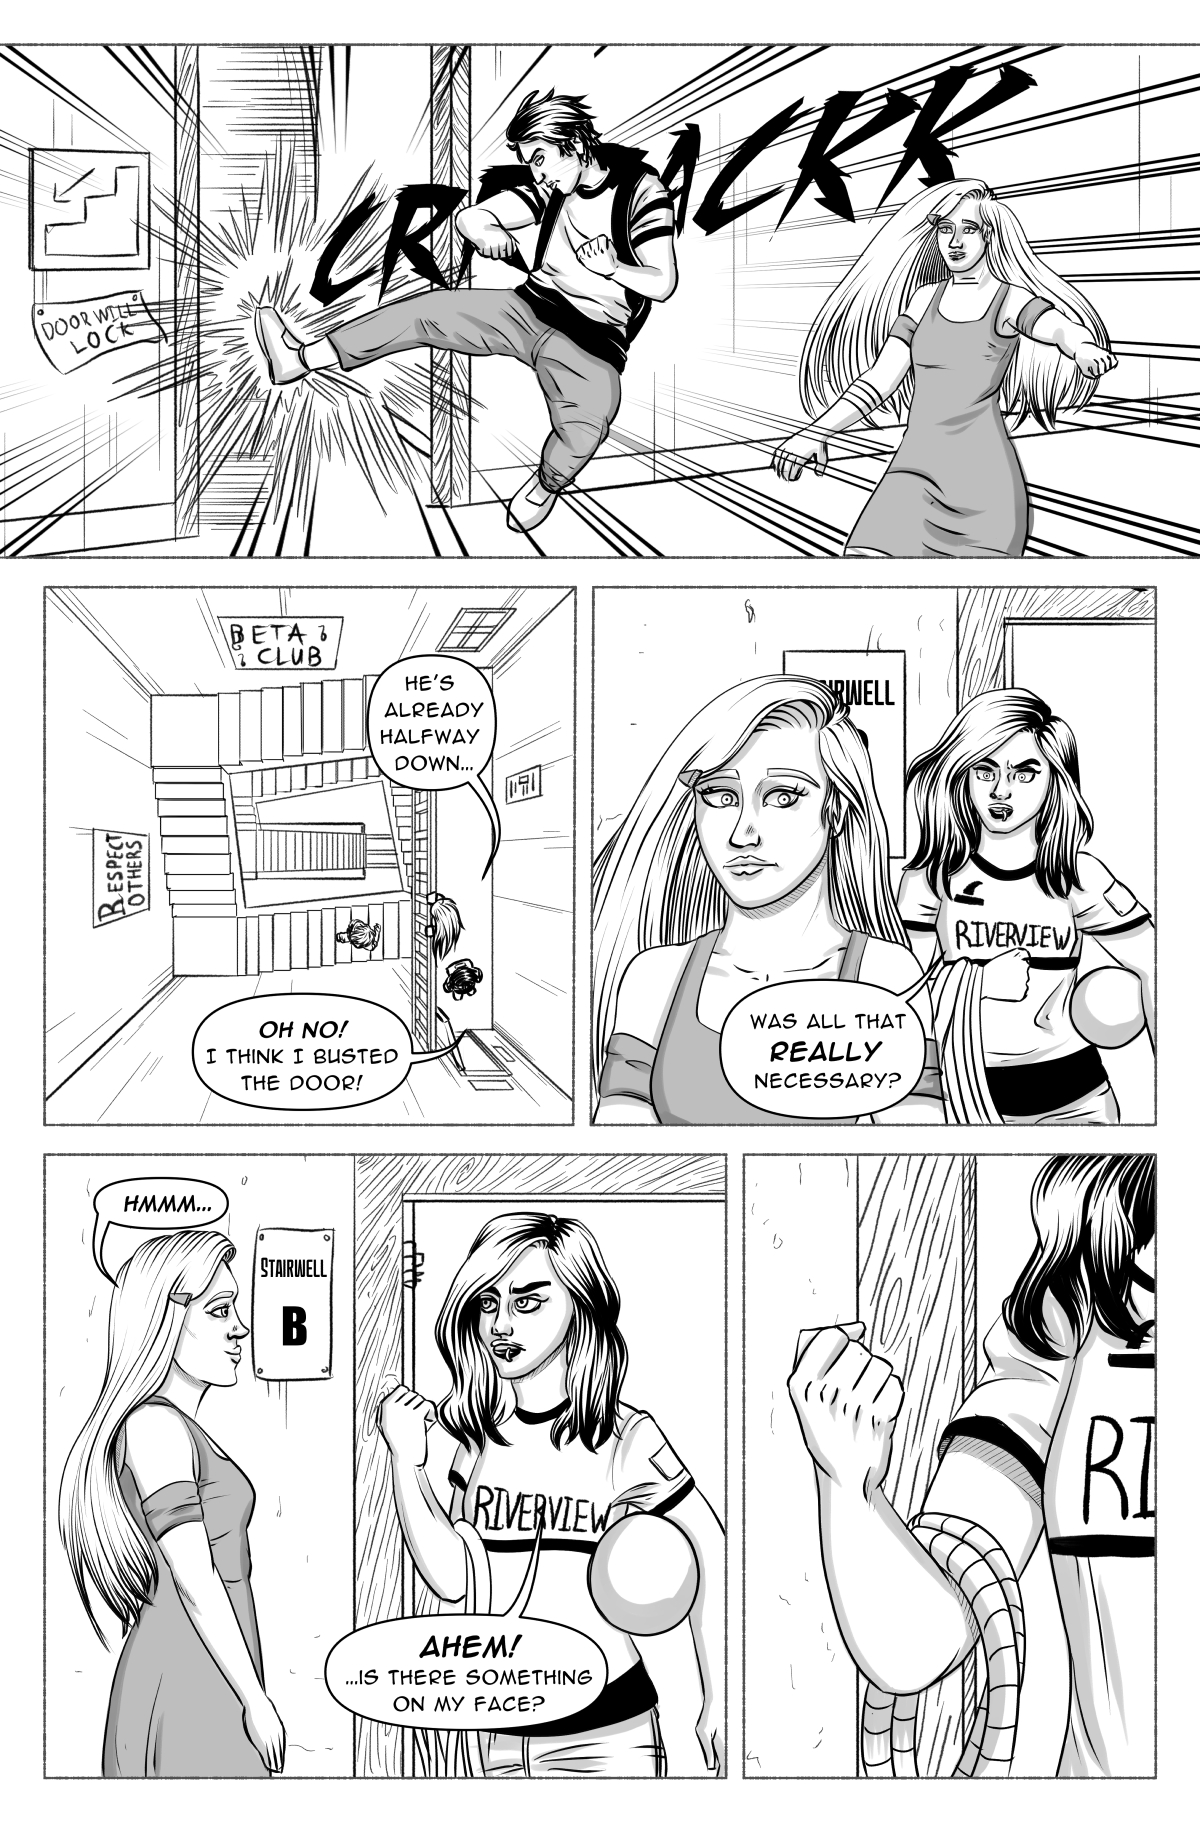 CRAACKKK
DOOR WILL
LOCK
BETA
CLUB
HE'S
ALREADY
HALFWAY
DOWN...
RESPECT
OTHERS
OH NO!
I THINK I BUSTED
THE DOOR!
STAIRWELL
RIVERVIEW
WAS ALL THAT
REALLY
NECESSARY?
HMMM...
STAIRWELL
B
RIVERVIEW
AHEM!
...IS THERE SOMETHING
ON MY FACE?
RI